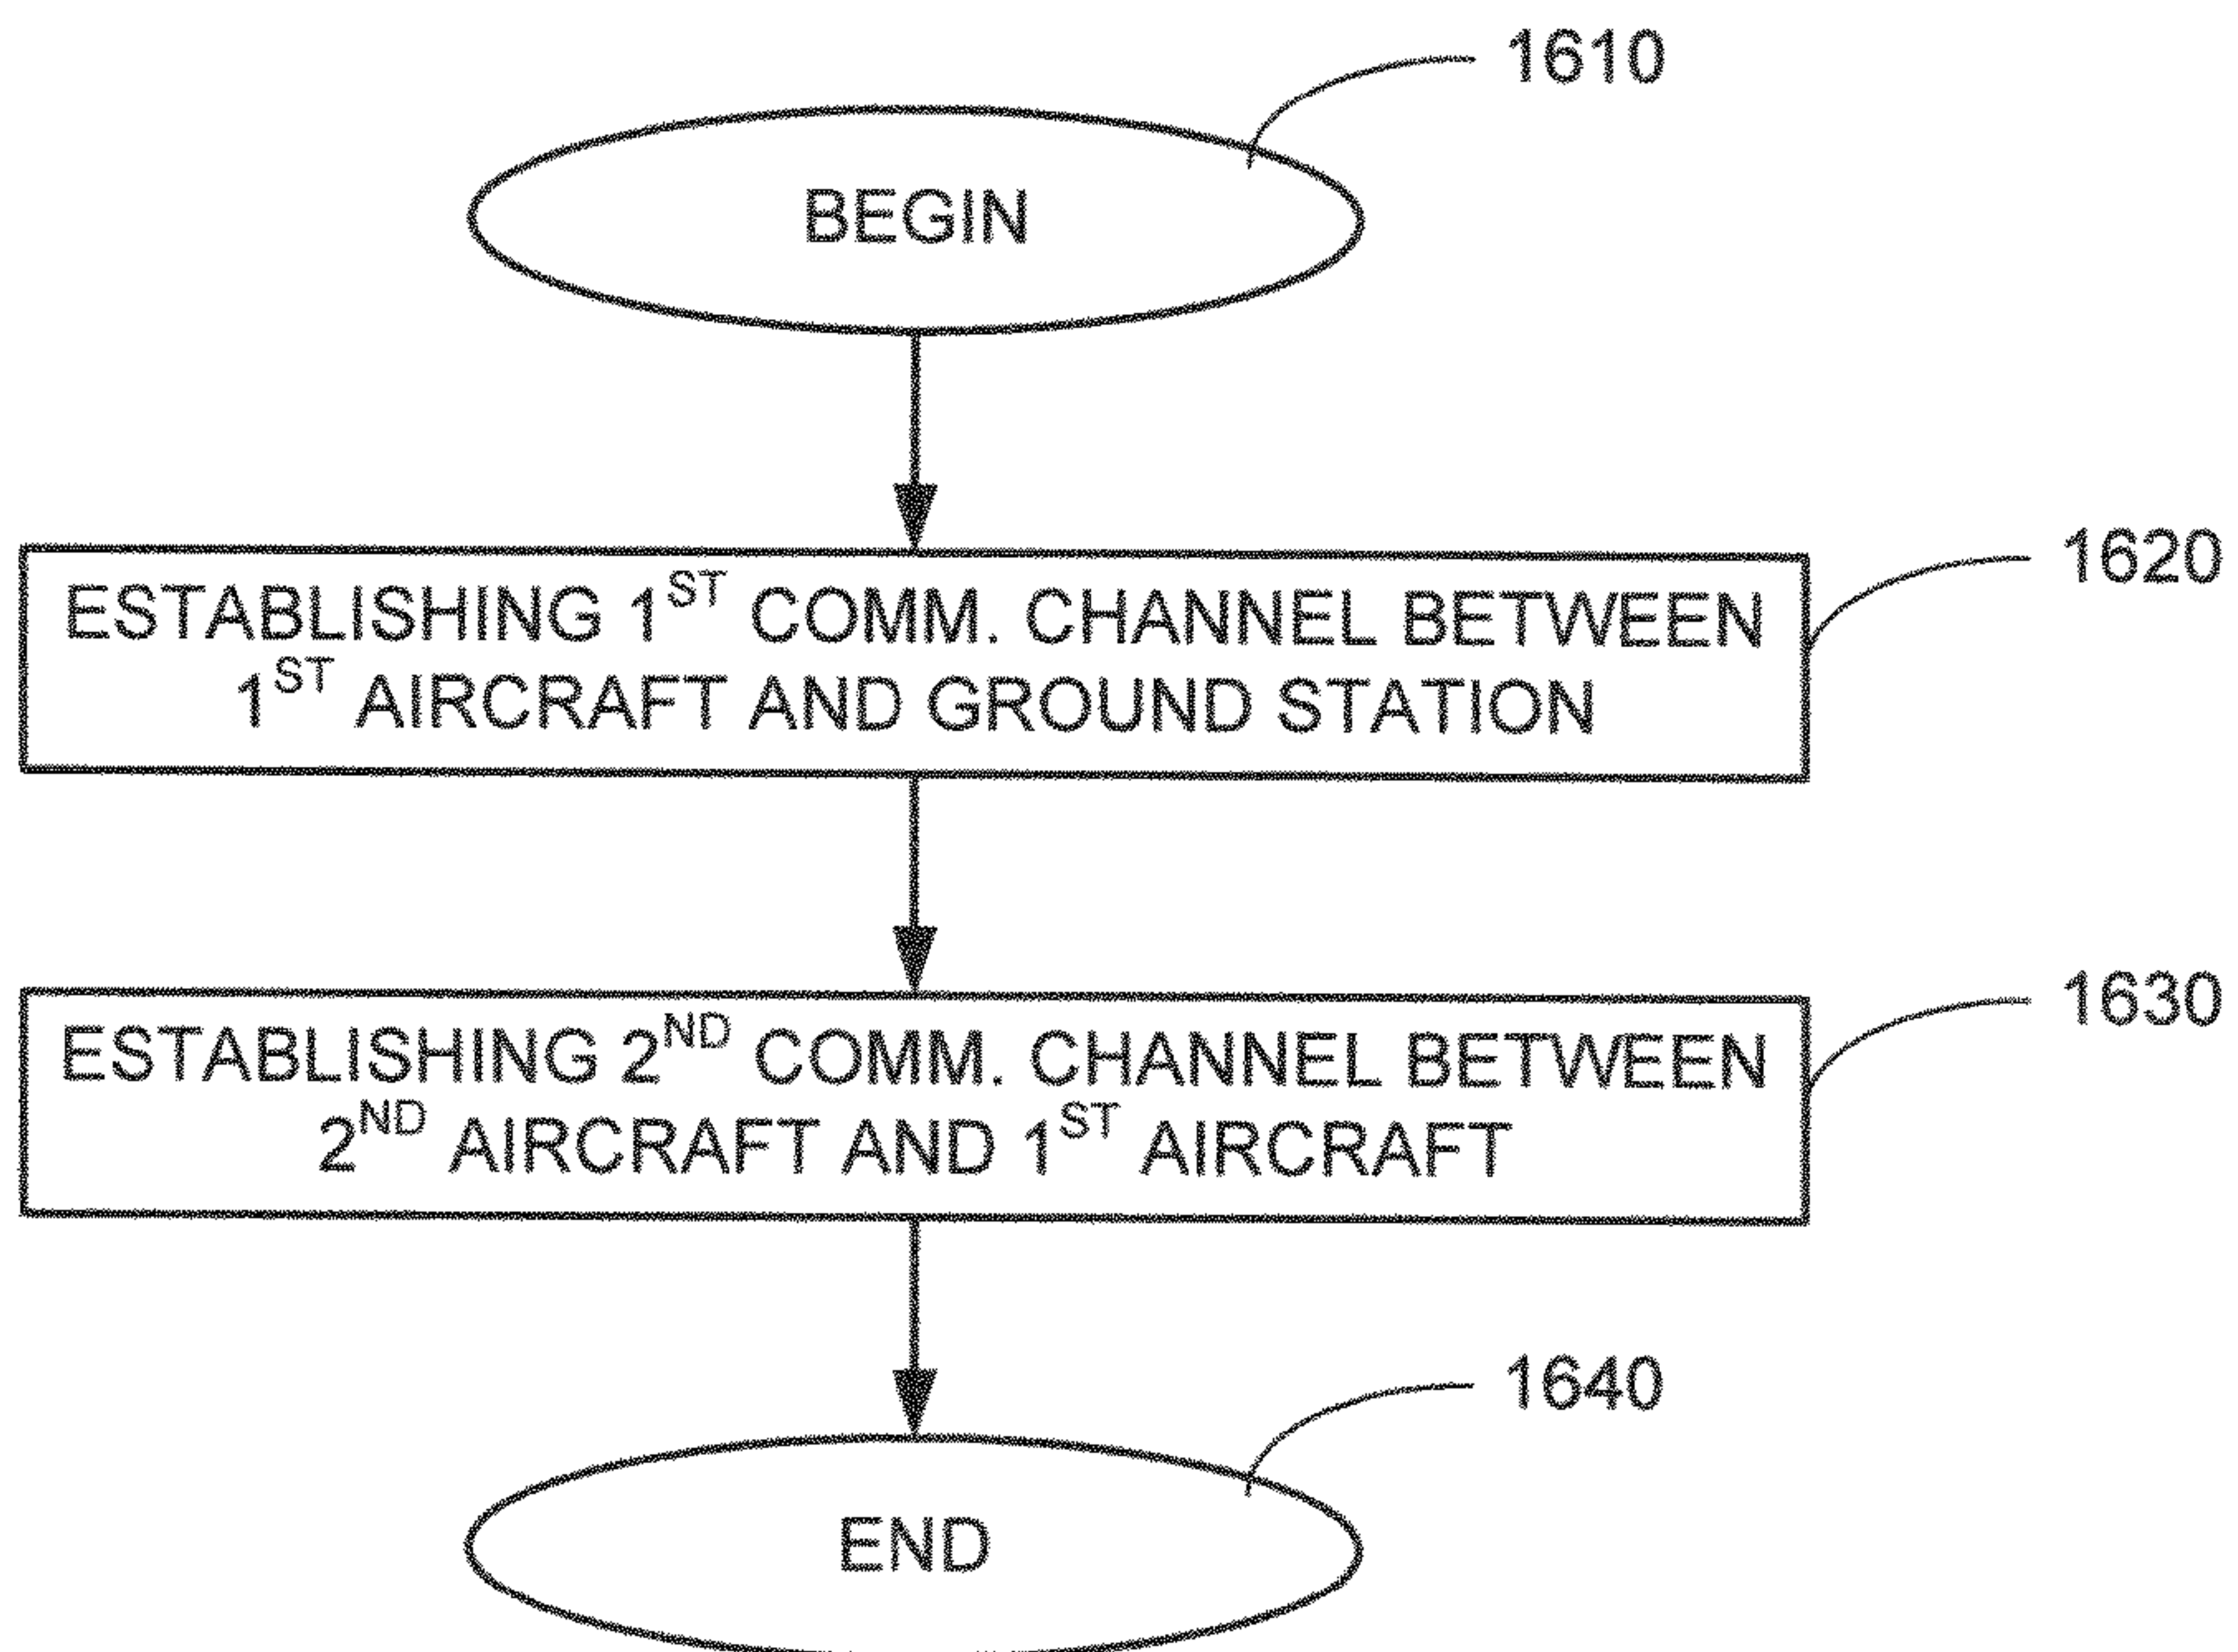 1610
BEGIN
1620
ESTABLISHING 1ST COMM. CHANNEL BETWEEN
1ST AIRCRAFT AND GROUND STATION
1630
ESTABLISHING 2ND COMM. CHANNEL BETWEEN
2ND AIRCRAFT AND 1ST AIRCRAFT
1640
END